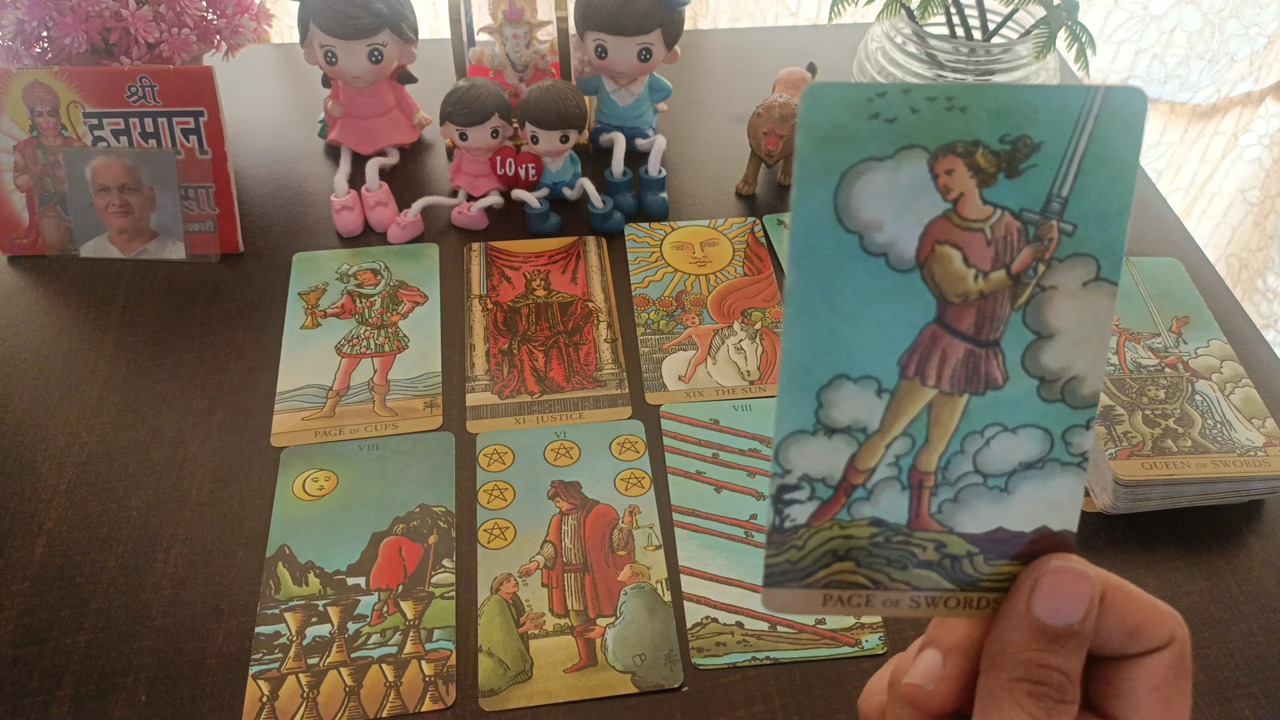 श्री
हनुमान
सा
LOVE
PAGE OF CUPS
XI - JUSTICE
XIX - THE SUN
PAGE OF SWORDS
QUEEN OF SWORDS
VIII
VI
VIII